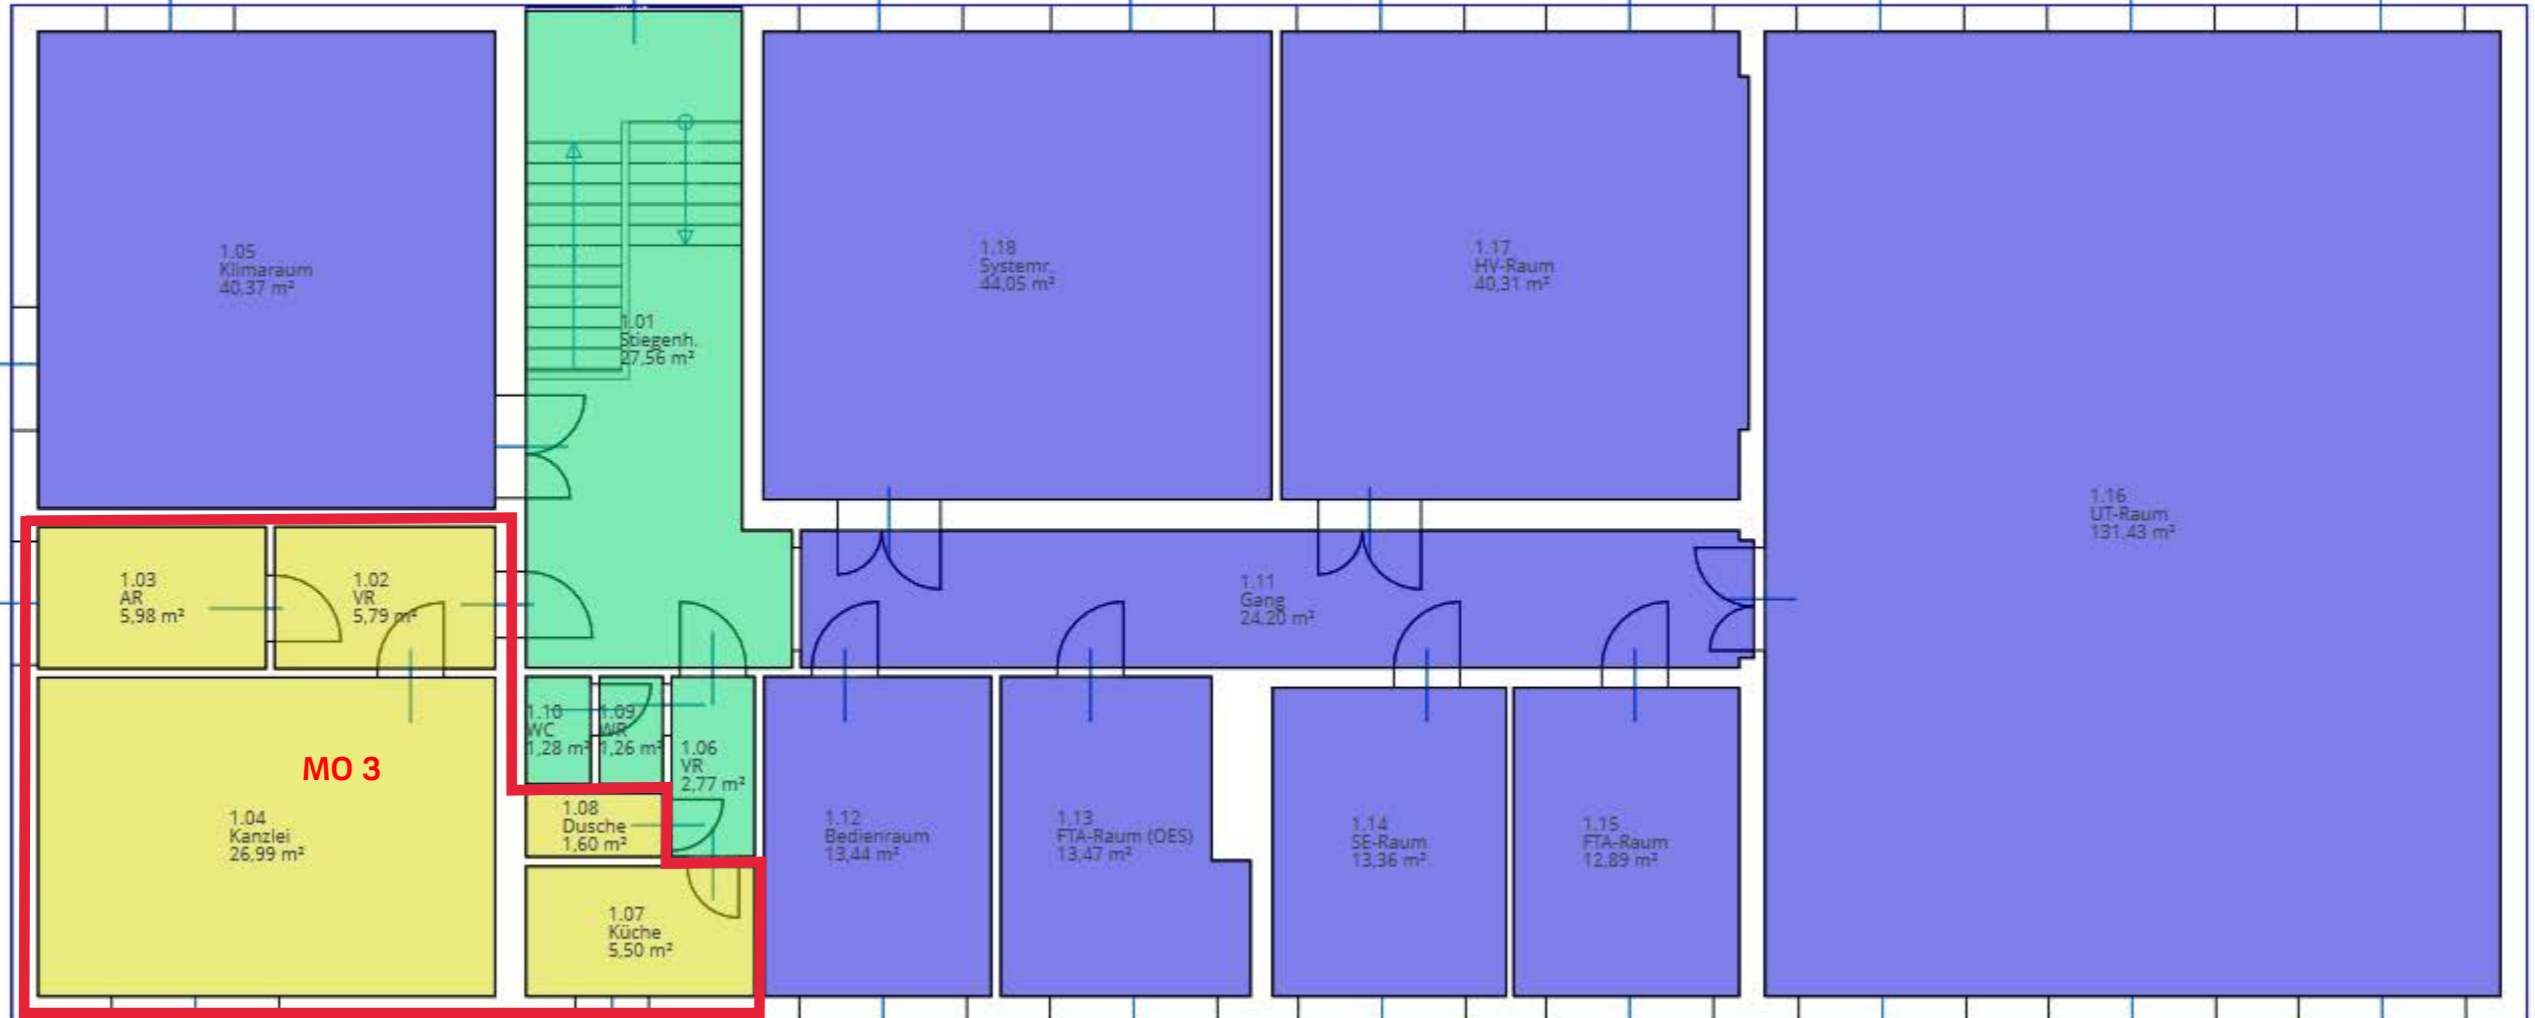 1.05
Klimaraum
40,37 m²
1.18
Systemr.
44,05 m²
1.17
HV-Raum
40,31 m²
1.01
Stiegenh.
27,56 m²
1.16
UT-Raum
131,43 m²
1.03
AR
5,98 m²
1.02
VR
5,79 m²
1.11
Gang
24,20 m²
1.10
WC
1,28 m²
1.09
WR
1,26 m²
1.06
VR
2,77 m²
MO 3
1.04
Kanzlei
26,99 m²
1.08
Dusche
1,60 m²
1.12
Bedienraum
13,44 m²
1.13
FTA-Raum (OES)
13,47 m²
1.14
SE-Raum
13,36 m²
1.15
FTA-Raum
12,89 m²
1.07
Küche
5,50 m²